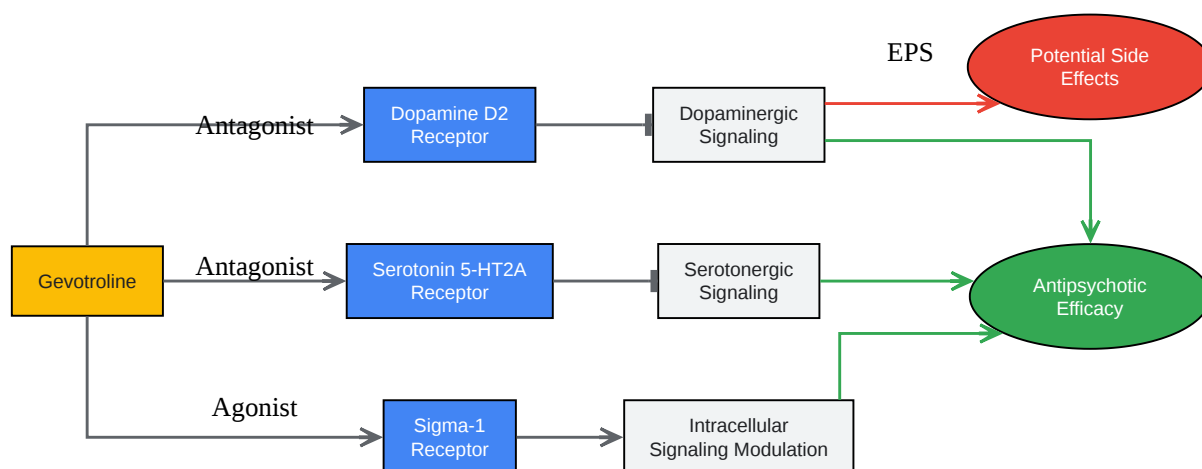 EPS
Potential Side
Effects
Antagonist
Dopamine D2
Receptor
Dopaminergic
Signaling
Gevotroline
Antagonist
Serotonin 5-HT2A
Receptor
Serotonergic
Signaling
Antipsychotic
Efficacy
Agonist
Sigma-1
Receptor
Intracellular
Signaling Modulation